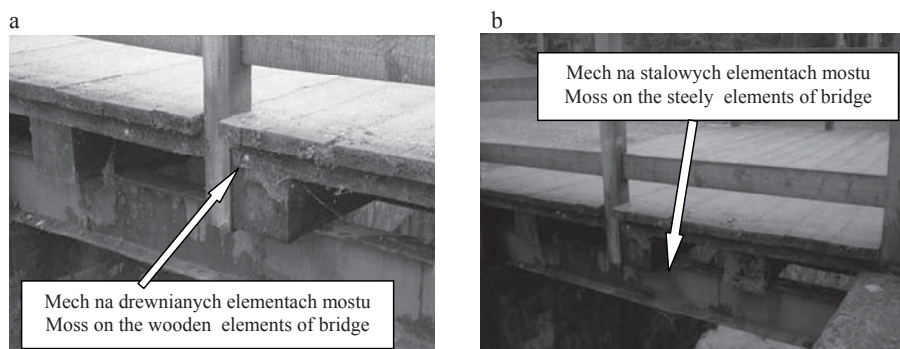 a
b
Mech na drewnianych elementach mostu
Moss on the wooden elements of bridge
Mech na stalowych elementach mostu
Moss on the steely elements of bridge